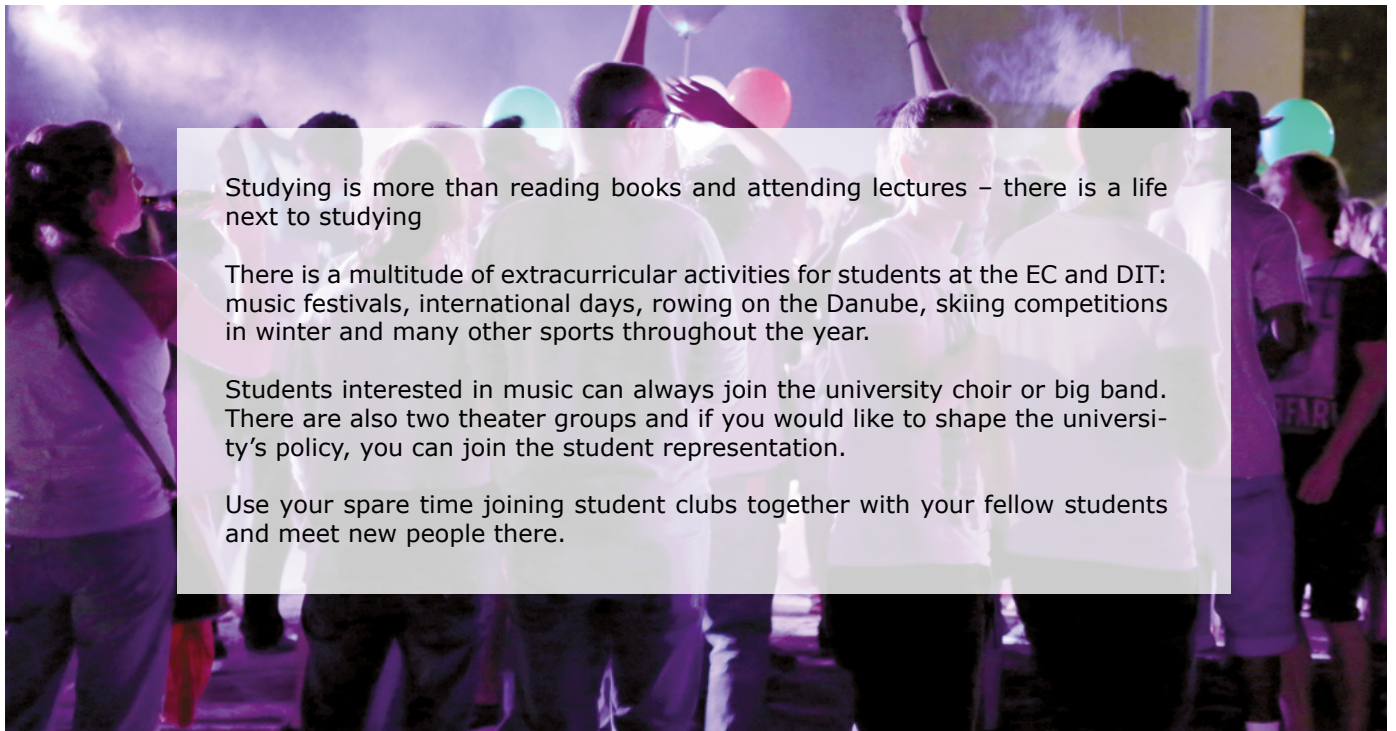 Studying is more than reading books and attending lectures – there is a life
next to studying
There is a multitude of extracurricular activities for students at the EC and DIT:
music festivals, international days, rowing on the Danube, skiing competitions
in winter and many other sports throughout the year.
Students interested in music can always join the university choir or big band.
There are also two theater groups and if you would like to shape the universi-
ty’s policy, you can join the student representation.
Use your spare time joining student clubs together with your fellow students
and meet new people there.